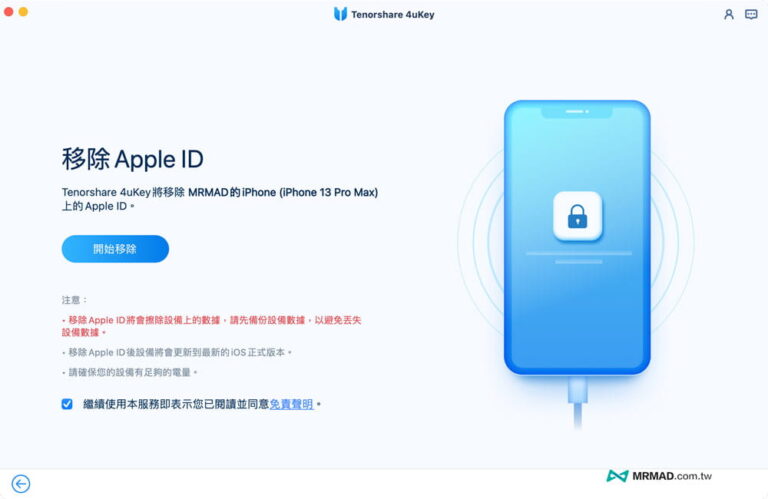 Tenorshare 4uKey
移除 Apple ID
Tenorshare 4uKey將移除 MRMAD的iPhone (iPhone 13 Pro Max)
上的Apple ID。
開始移除
注意：
• 移除Apple ID將會擦除設備上的數據，請先備份設備數據，以避免丟失
設備數據。
• 移除Apple ID後設備將會更新到最新的iOS正式版本。
• 請確保您的設備有足夠的電量。
繼續使用本服務即表示您已閱讀並同意免責聲明。
MRMAD.com.tw